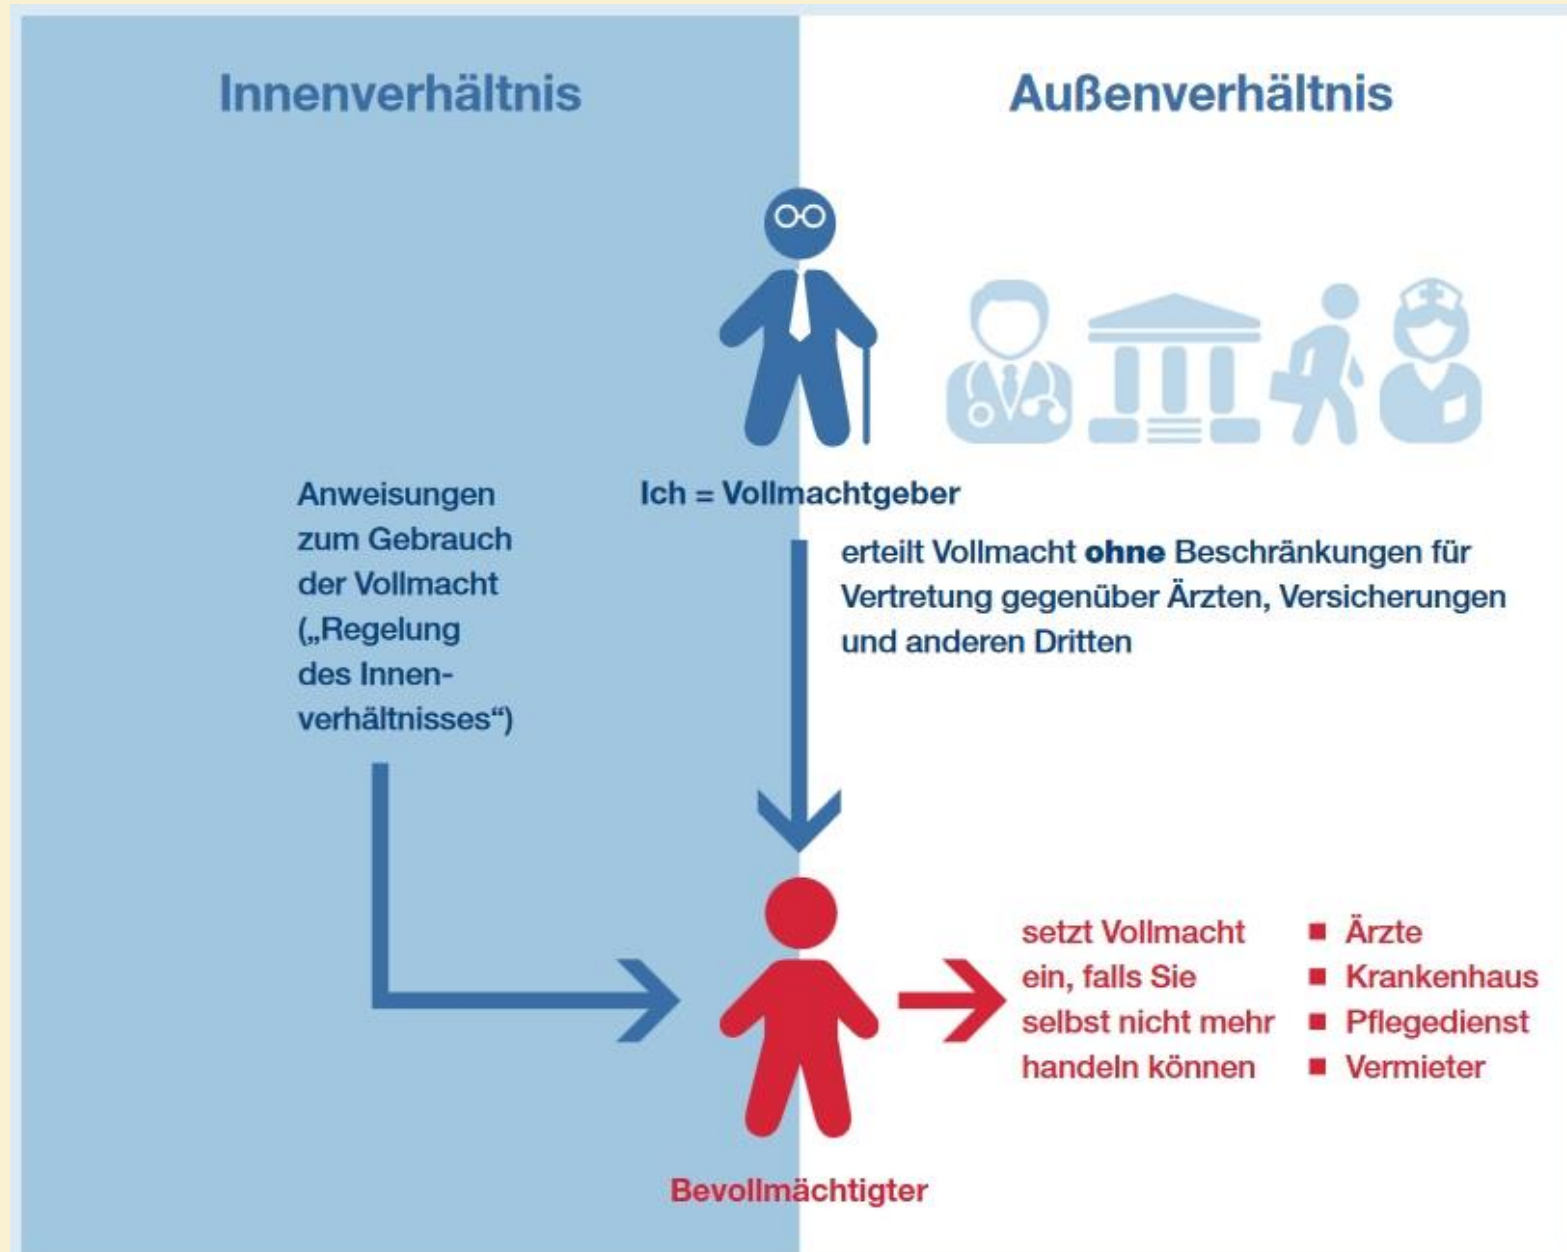 Innenverhältnis
Außenverhältnis
Anweisungen
zum Gebrauch
der Vollmacht
(„Regelung
des Innen-
verhältnisses“)
Ich = Vollmachtgeber
erteilt Vollmacht ohne Beschränkungen für
Vertretung gegenüber Ärzten, Versicherungen
und anderen Dritten
setzt Vollmacht
ein, falls Sie
selbst nicht mehr
handeln können
■ Ärzte
■ Krankenhaus
■ Pflegedienst
■ Vermieter
Bevollmächtigter